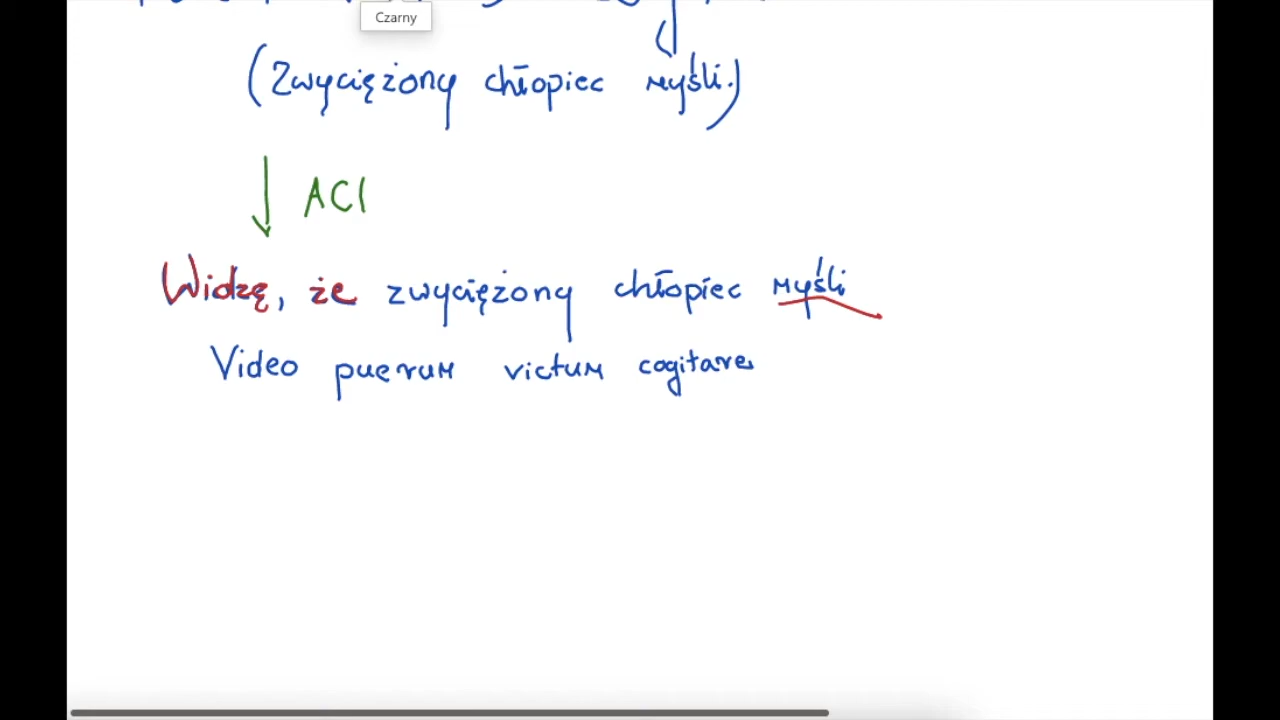 Czarny
(Zwyciężony chłopiec myśli.)
ACI
Widzę, że zwyciężony chłopiec myśli
Video puerum victum cogitare